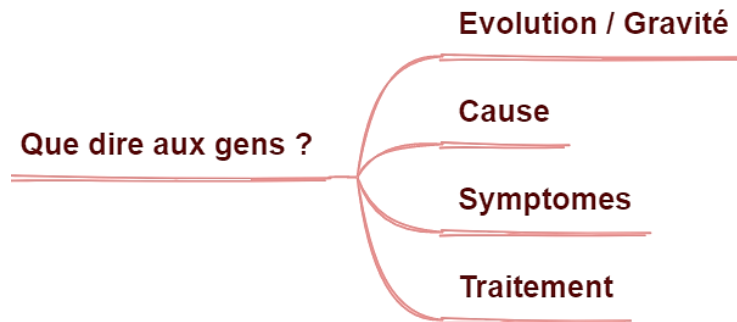 Evolution / Gravité
Cause
Que dire aux gens ?
Symptomes
Traitement